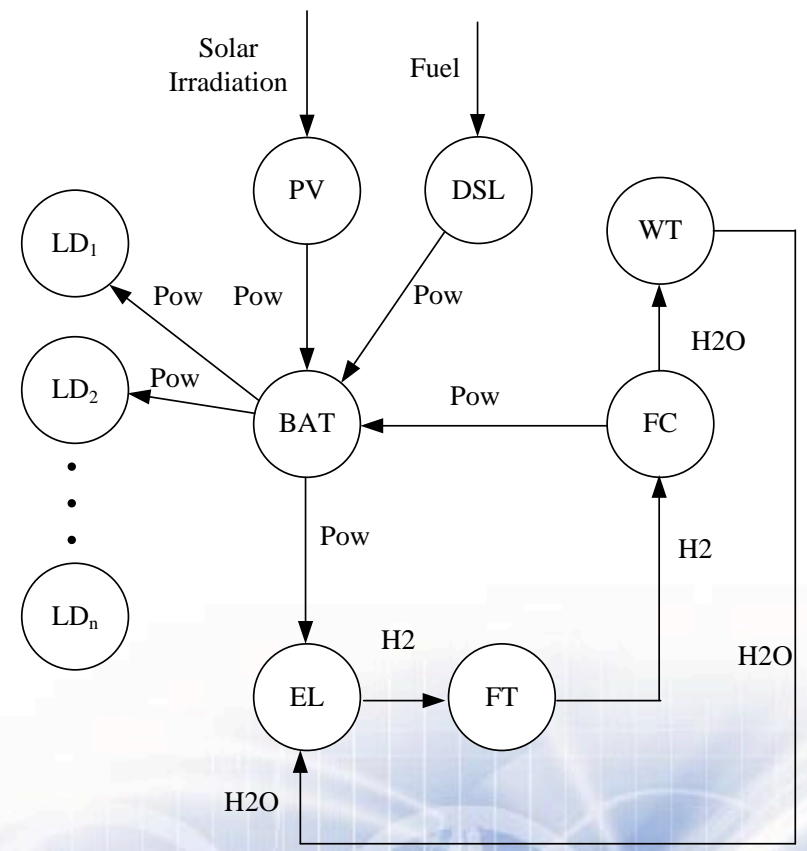 Solar
Irradiation
Fuel
PV
DSL
WT
LD₁
Pow
Pow
Pow
H2O
LD₂
Pow
Pow
BAT
FC
Pow
H2
LDₙ
H2
H2O
EL
FT
H2O